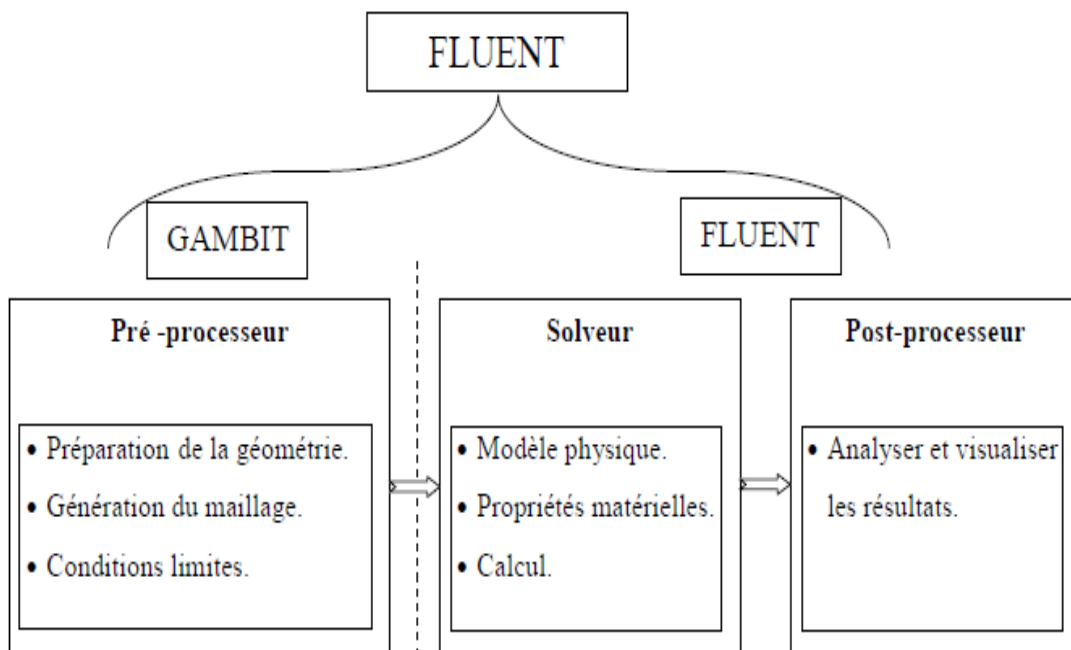 FLUENT
GAMBIT
FLUENT
Pré -processeur
• Préparation de la géométrie.
• Génération du maillage.
• Conditions limites.
Solveur
• Modèle physique.
• Propriétés matérielles.
• Calcul.
Post-processeur
• Analyser et visualiser
les résultats.